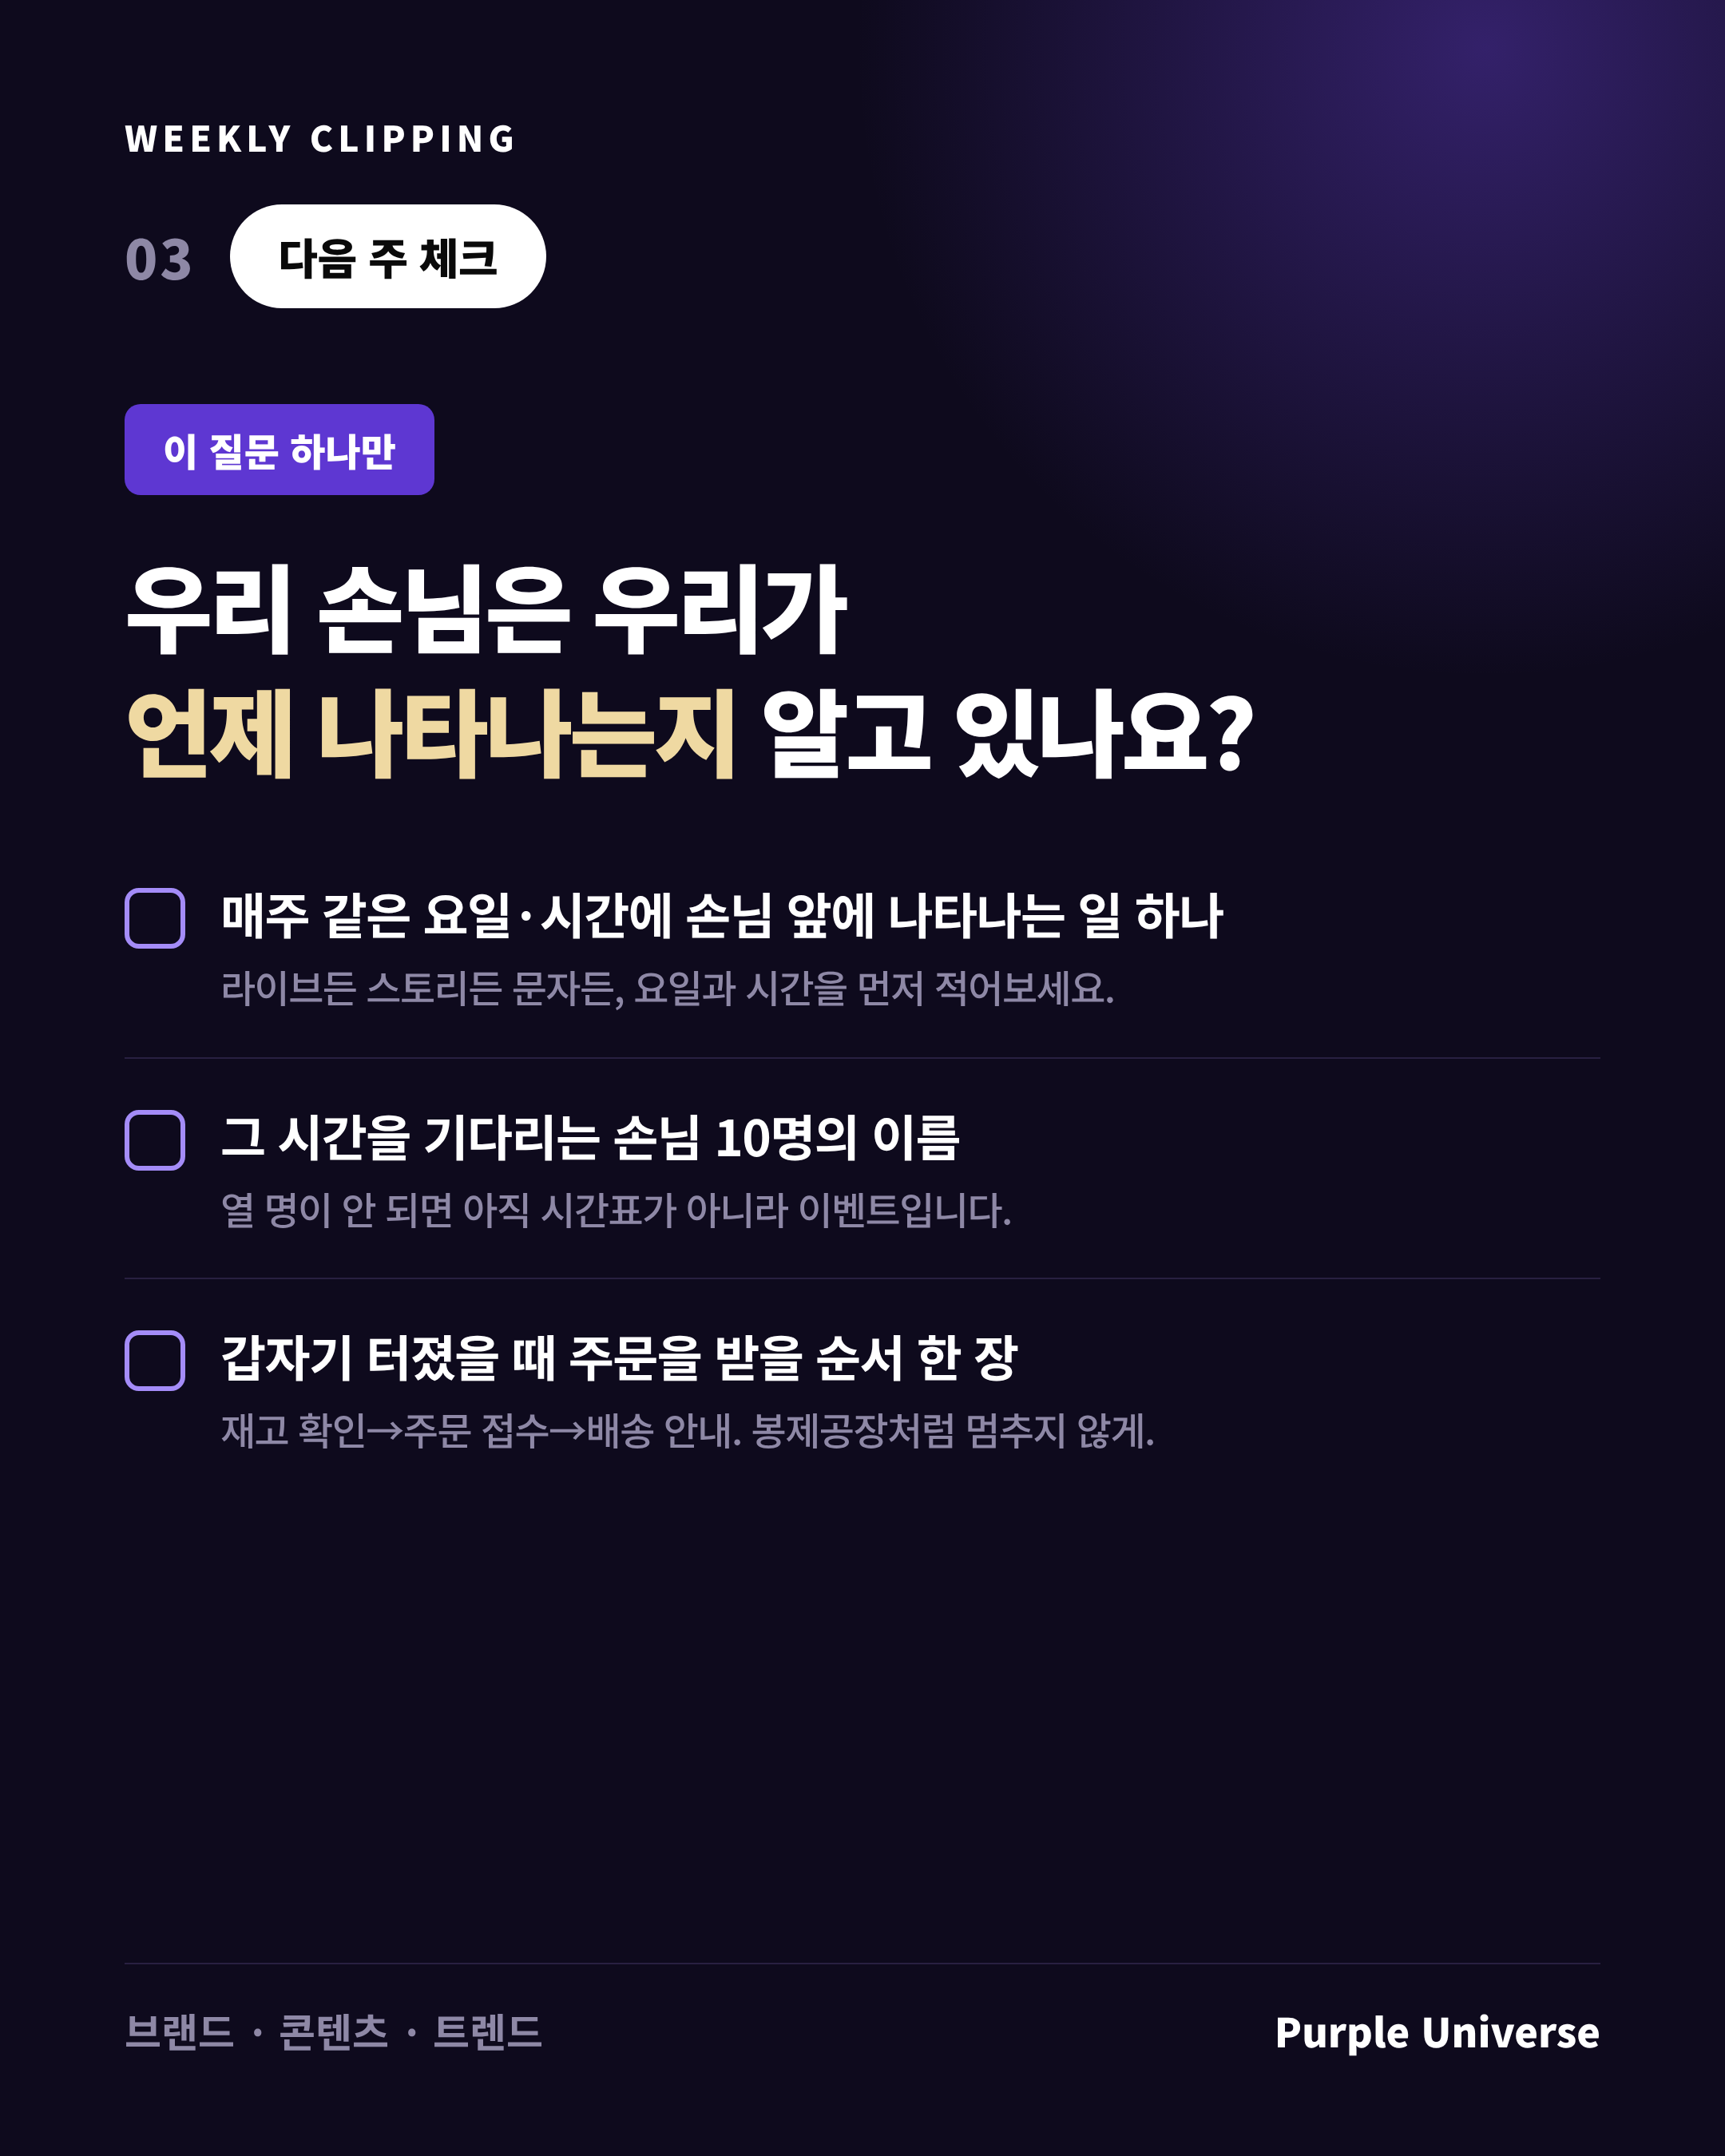 WEEKLY CLIPPING
03 다음 주 체크
이 질문 하나만
우리 손님은 우리가
언제 나타나는지 알고 있나요?
매주 같은 요일·시간에 손님 앞에 나타나는 일 하나
라이브든 스토리든 문자든, 요일과 시간을 먼저 적어보세요.
그 시간을 기다리는 손님 10명의 이름
열 명이 안 되면 아직 시간표가 아니라 이벤트입니다.
갑자기 터졌을 때 주문을 받을 순서 한 장
재고 확인→주문 접수→배송 안내. 봉제공장처럼 멈추지 않게.
브랜드 · 콘텐츠 · 트렌드
Purple Universe